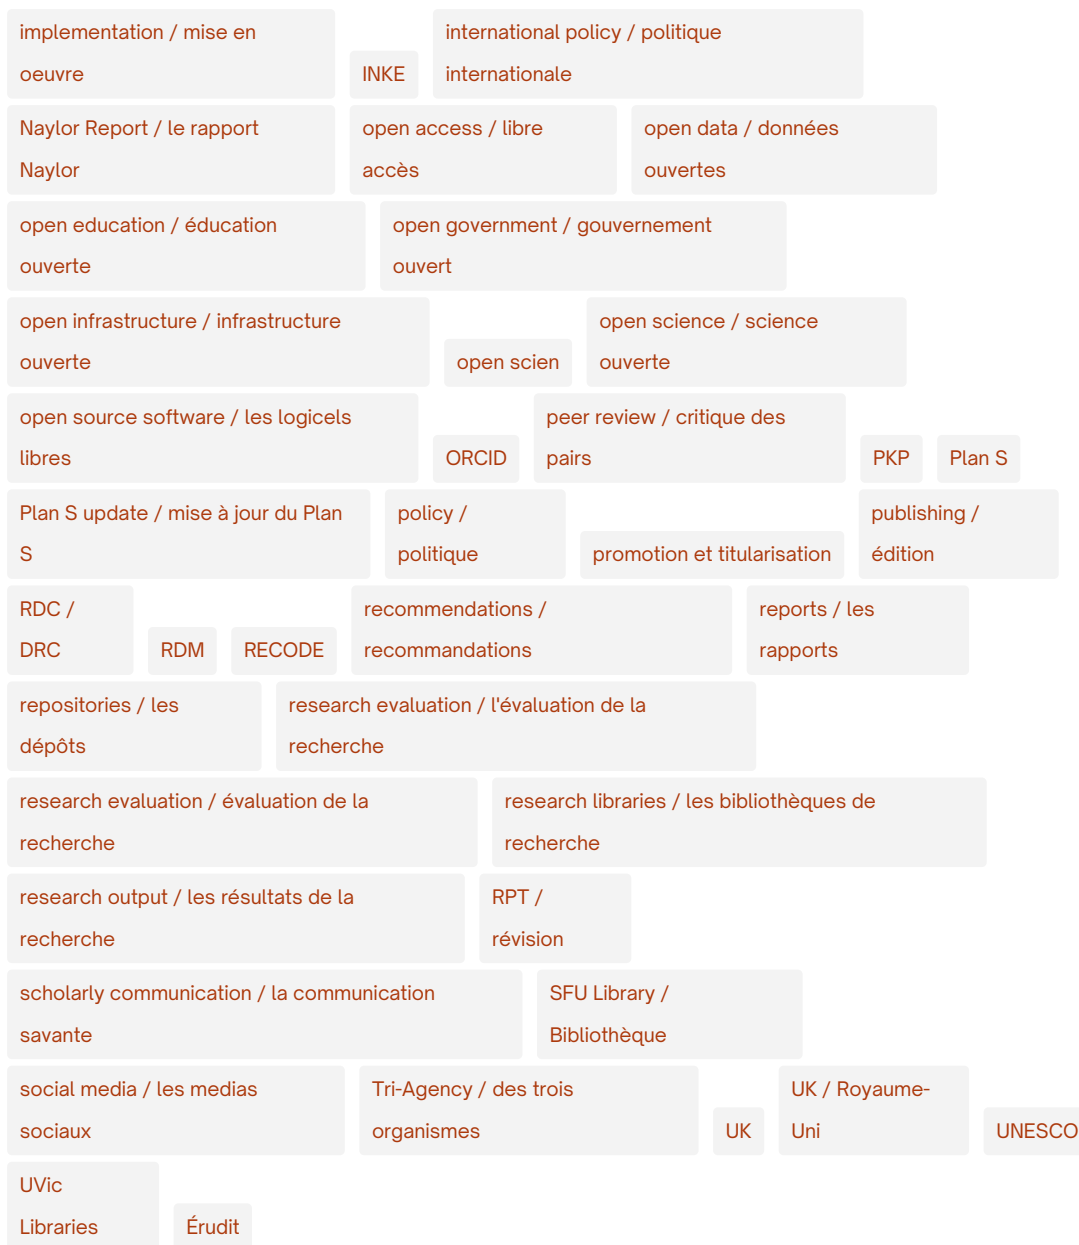 implementation / mise en
oeuvre
INKE
international policy / politique
internationale
Naylor Report / le rapport
Naylor
open access / libre
accès
open data / données
ouvertes
open education / éducation
ouverte
open government / gouvernement
ouvert
open infrastructure / infrastructure
ouverte
open scien
open science / science
ouverte
open source software / les logicels
libres
ORCID
peer review / critique des
pairs
PKP
Plan S
Plan S update / mise à jour du Plan
S
policy /
politique
promotion et titularisation
publishing /
édition
RDC /
DRC
RDM
RECODE
recommendations /
recommandations
reports / les
rapports
repositories / les
dépôts
research evaluation / l'évaluation de la
recherche
research evaluation / évaluation de la
recherche
research libraries / les bibliothèques de
recherche
research output / les résultats de la
recherche
RPT /
révision
scholarly communication / la communication
savante
SFU Library /
Bibliothèque
social media / les medias
sociaux
Tri-Agency / des trois
organismes
UK
UK / Royaume-
Uni
UNESCO
UVic
Libraries
Érudit